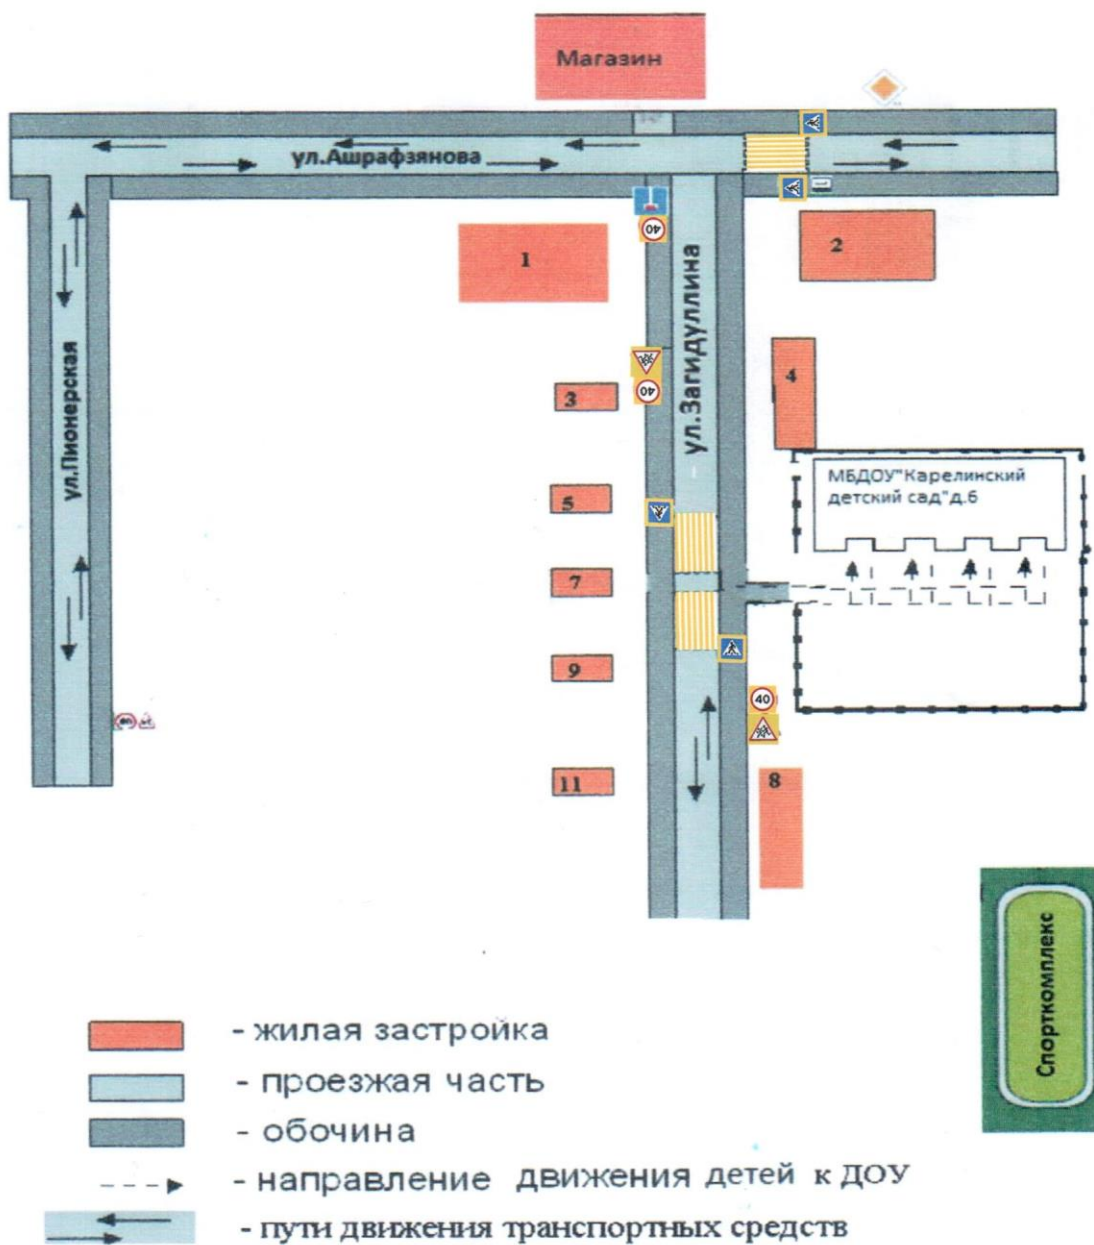 Магазин
ул.Ашрафзянова
1
2
40
ул.Пионерская
ул.Загидуллина
3
40
4
МБДОУ"Карелинский
детский сад"д.6
5
7
9
40
11
8
Спорткомплекс
- жилая застройка
- проезжая часть
- обочина
- направление движения детей к ДОУ
- пути движения транспортных средств